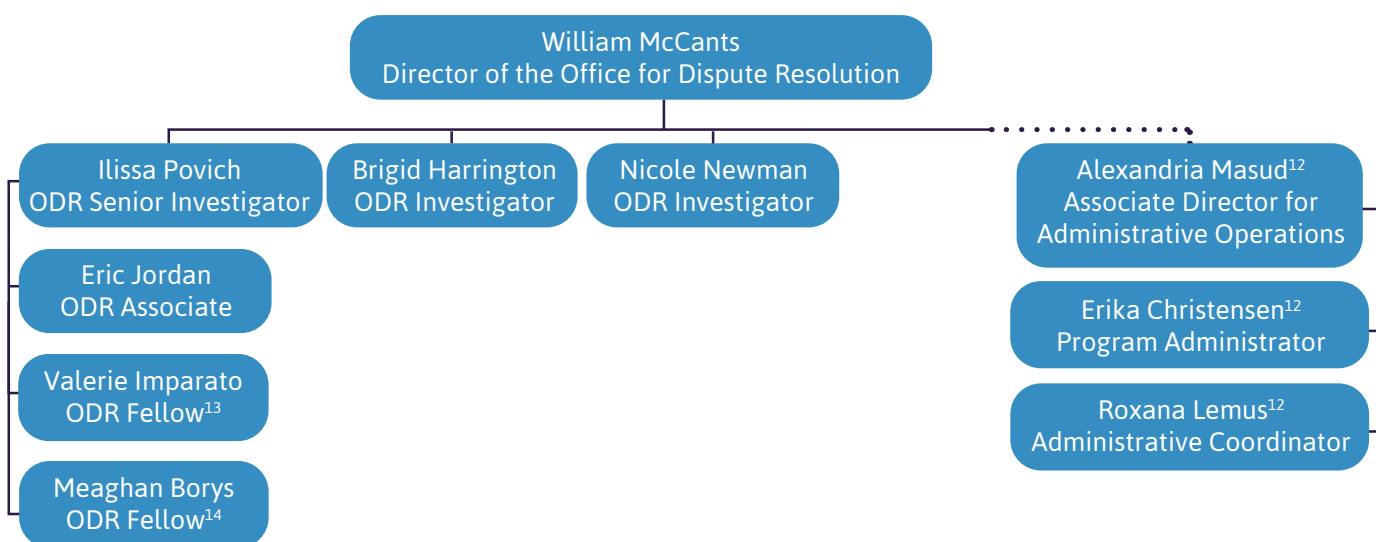 William McCants
Director of the Office for Dispute Resolution
Ilissa Povich
ODR Senior Investigator
Brigid Harrington
ODR Investigator
Nicole Newman
ODR Investigator
Alexandria Masud¹²
Associate Director for
Administrative Operations
Eric Jordan
ODR Associate
Erika Christensen¹²
Program Administrator
Valerie Imparato
ODR Fellow¹³
Roxana Lemus¹²
Administrative Coordinator
Meaghan Borys
ODR Fellow¹⁴